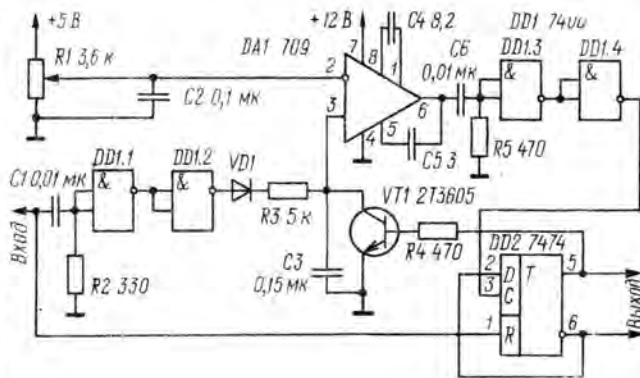 +5 В
+12 В
C4 8,2
DD1 7400
R1 3,6 к
DA1 709
7
8
1
C6
0,01 мк
DD1.3
DD1.4
&
&
2
C2 0,1 мк
3
6
4
5
C5 3
R5 470
DD1.1
DD1.2
VD1
C1 0,01 мк
&
&
R3 5 к
VT1 2T3605
Вход
R2 330
C3
0,15 мк
R4 470
DD2 7474
2
D
T
5
3
C
1
R
6
Выход